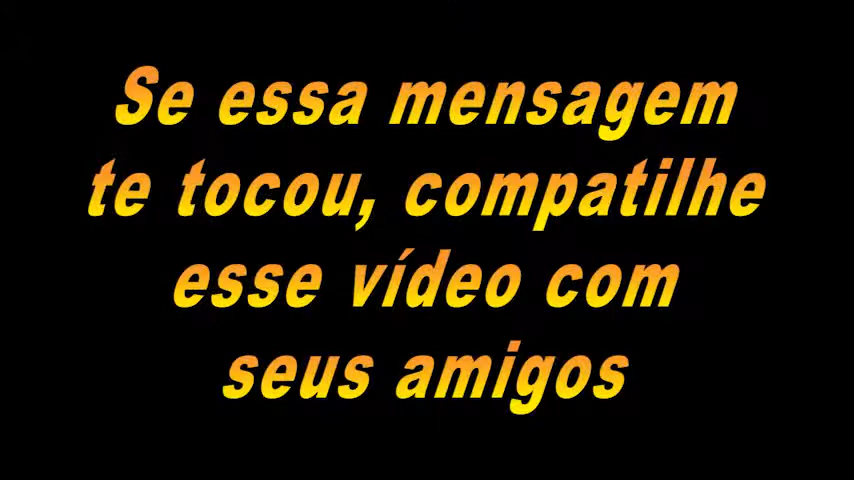 Se essa mensagem
te tocou, compatilhe
esse vídeo com
seus amigos